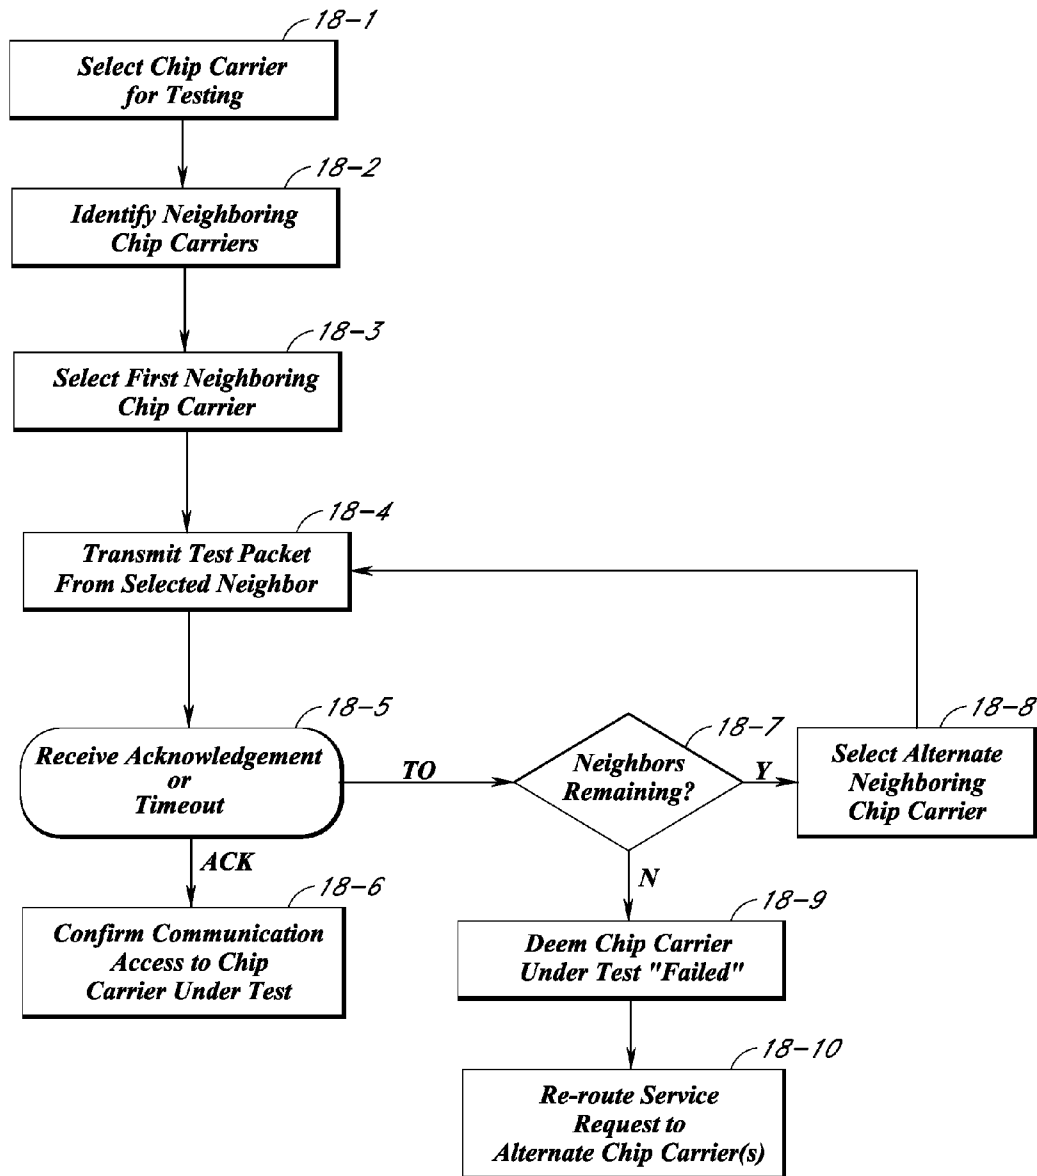 18-1
Select Chip Carrier
for Testing
18-2
Identify Neighboring
Chip Carriers
18-3
Select First Neighboring
Chip Carrier
18-4
Transmit Test Packet
From Selected Neighbor
18-5
Receive Acknowledgement
or
Timeout
TO
18-7
Neighbors
Remaining?
Y
18-8
Select Alternate
Neighboring
Chip Carrier
ACK
18-6
Confirm Communication
Access to Chip
Carrier Under Test
N
18-9
Deem Chip Carrier
Under Test "Failed"
18-10
Re-route Service
Request to
Alternate Chip Carrier(s)